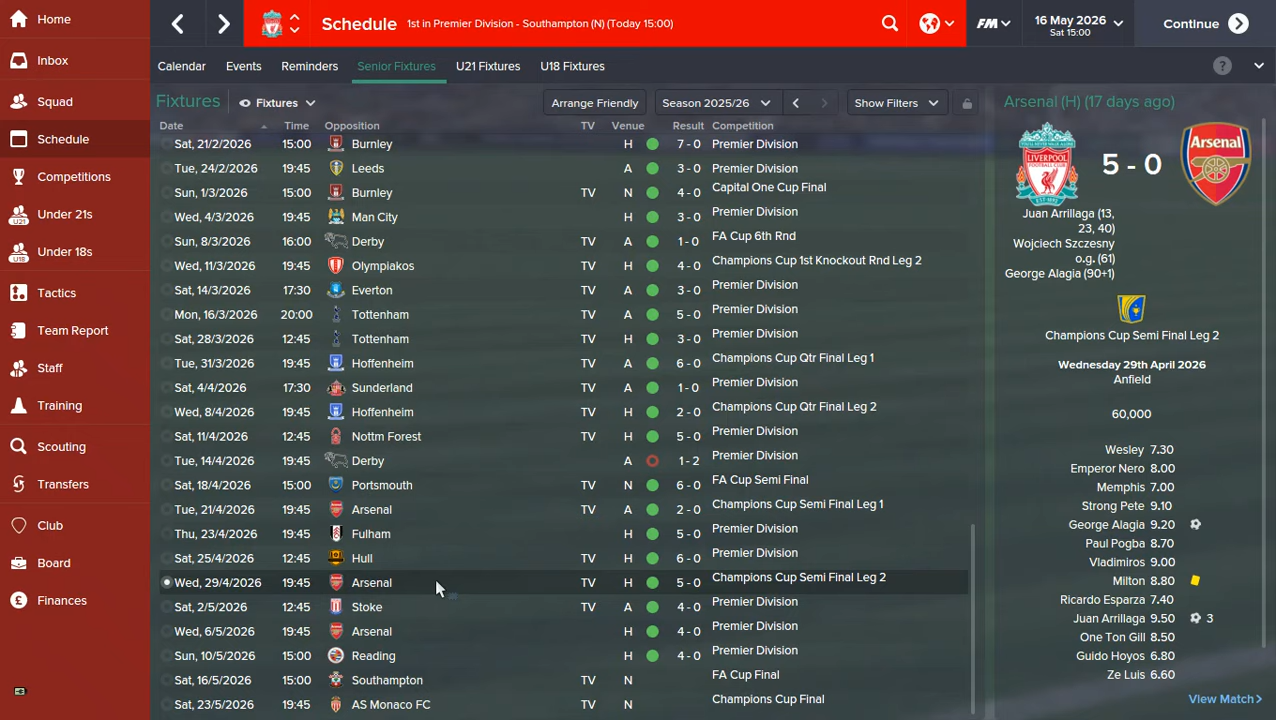 Home
Schedule
1st in Premier Division - Southampton (N) (Today 15:00)
FM
16 May 2026
Sat 15:00
Continue
Inbox
Squad
Schedule
Competitions
Under 21s
Under 18s
Tactics
Team Report
Staff
Training
Scouting
Transfers
Club
Board
Finances
Calendar Events Reminders Senior Fixtures U21 Fixtures U18 Fixtures
Fixtures Fixtures Arrange Friendly Season 2025/26 Show Filters
Date Time Opposition TV Venue Result Competition
Sat, 21/2/2026 15:00 Burnley H 7 - 0 Premier Division
Tue, 24/2/2026 19:45 Leeds A 3 - 0 Premier Division
Sun, 1/3/2026 15:00 Burnley TV N 4 - 0 Capital One Cup Final
Wed, 4/3/2026 19:45 Man City H 3 - 0 Premier Division
Sun, 8/3/2026 16:00 Derby TV A 1 - 0 FA Cup 6th Rnd
Wed, 11/3/2026 19:45 Olympiakos TV H 4 - 0 Champions Cup 1st Knockout Rnd Leg 2
Sat, 14/3/2026 17:30 Everton TV A 3 - 0 Premier Division
Mon, 16/3/2026 20:00 Tottenham TV A 5 - 0 Premier Division
Sat, 28/3/2026 12:45 Tottenham TV H 3 - 0 Premier Division
Tue, 31/3/2026 19:45 Hoffenheim TV A 6 - 0 Champions Cup Qtr Final Leg 1
Sat, 4/4/2026 17:30 Sunderland TV A 1 - 0 Premier Division
Wed, 8/4/2026 19:45 Hoffenheim TV H 2 - 0 Champions Cup Qtr Final Leg 2
Sat, 11/4/2026 12:45 Nottm Forest TV H 5 - 0 Premier Division
Tue, 14/4/2026 19:45 Derby A 1 - 2 Premier Division
Sat, 18/4/2026 15:00 Portsmouth TV N 6 - 0 FA Cup Semi Final
Tue, 21/4/2026 19:45 Arsenal TV A 2 - 0 Champions Cup Semi Final Leg 1
Thu, 23/4/2026 19:45 Fulham H 5 - 0 Premier Division
Sat, 25/4/2026 12:45 Hull TV H 6 - 0 Premier Division
Wed, 29/4/2026 19:45 Arsenal TV H 5 - 0 Champions Cup Semi Final Leg 2
Sat, 2/5/2026 12:45 Stoke TV A 4 - 0 Premier Division
Wed, 6/5/2026 19:45 Arsenal H 4 - 0 Premier Division
Sun, 10/5/2026 15:00 Reading H 4 - 0 Premier Division
Sat, 16/5/2026 15:00 Southampton TV N FA Cup Final
Sat, 23/5/2026 19:45 AS Monaco FC TV N Champions Cup Final
Arsenal (H) (17 days ago)
5 - 0
Arsenal
Juan Arrillaga (13,
23, 40)
Wojciech Szczesny
o.g. (61)
George Alagia (90+1)
Champions Cup Semi Final Leg 2
Wednesday 29th April 2026
Anfield
60,000
Wesley 7.30
Emperor Nero 8.00
Memphis 7.00
Strong Pete 9.10
George Alagia 9.20
Paul Pogba 8.70
Vladimiros 9.00
Milton 8.80
Ricardo Esparza 7.40
Juan Arrillaga 9.50 3
One Ton Gill 8.50
Guido Hoyos 6.80
Ze Luis 6.60
View Match >